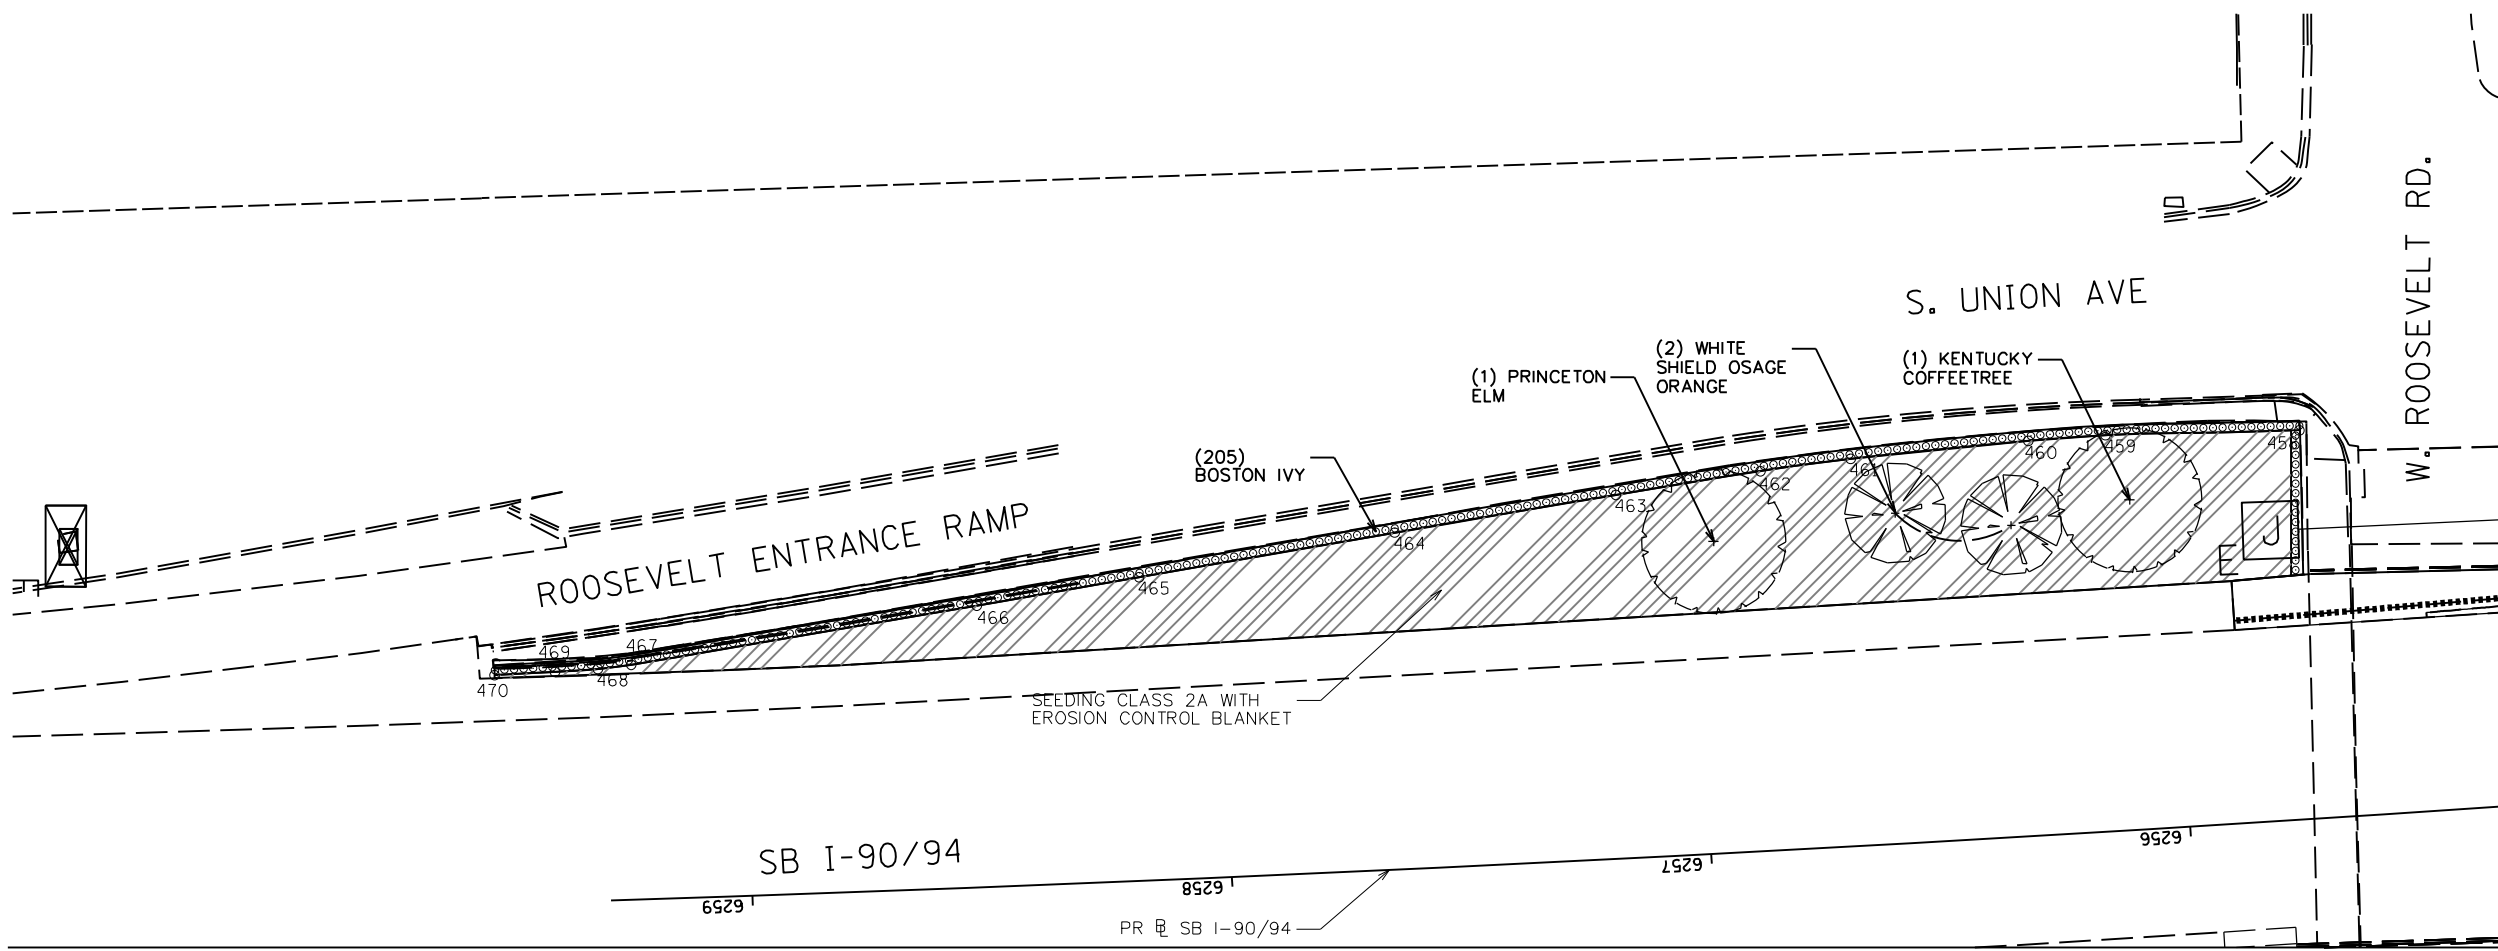 W. ROOSEVELT RD.
S. UNION AVE
(2) WHITE
SHIELD OSAGE
ORANGE
(1) KENTUCKY
COFFEETREE
(1) PRINCETON
ELM
(205)
BOSTON IVY
ROOSEVELT ENTRANCE RAMP
459
460
461
462
463
464
465
466
467
468
469
470
SEEDING CLASS 2A WITH
EROSION CONTROL BLANKET
SB I-90/94
6256
6257
6258
6259
PR BL SB I-90/94